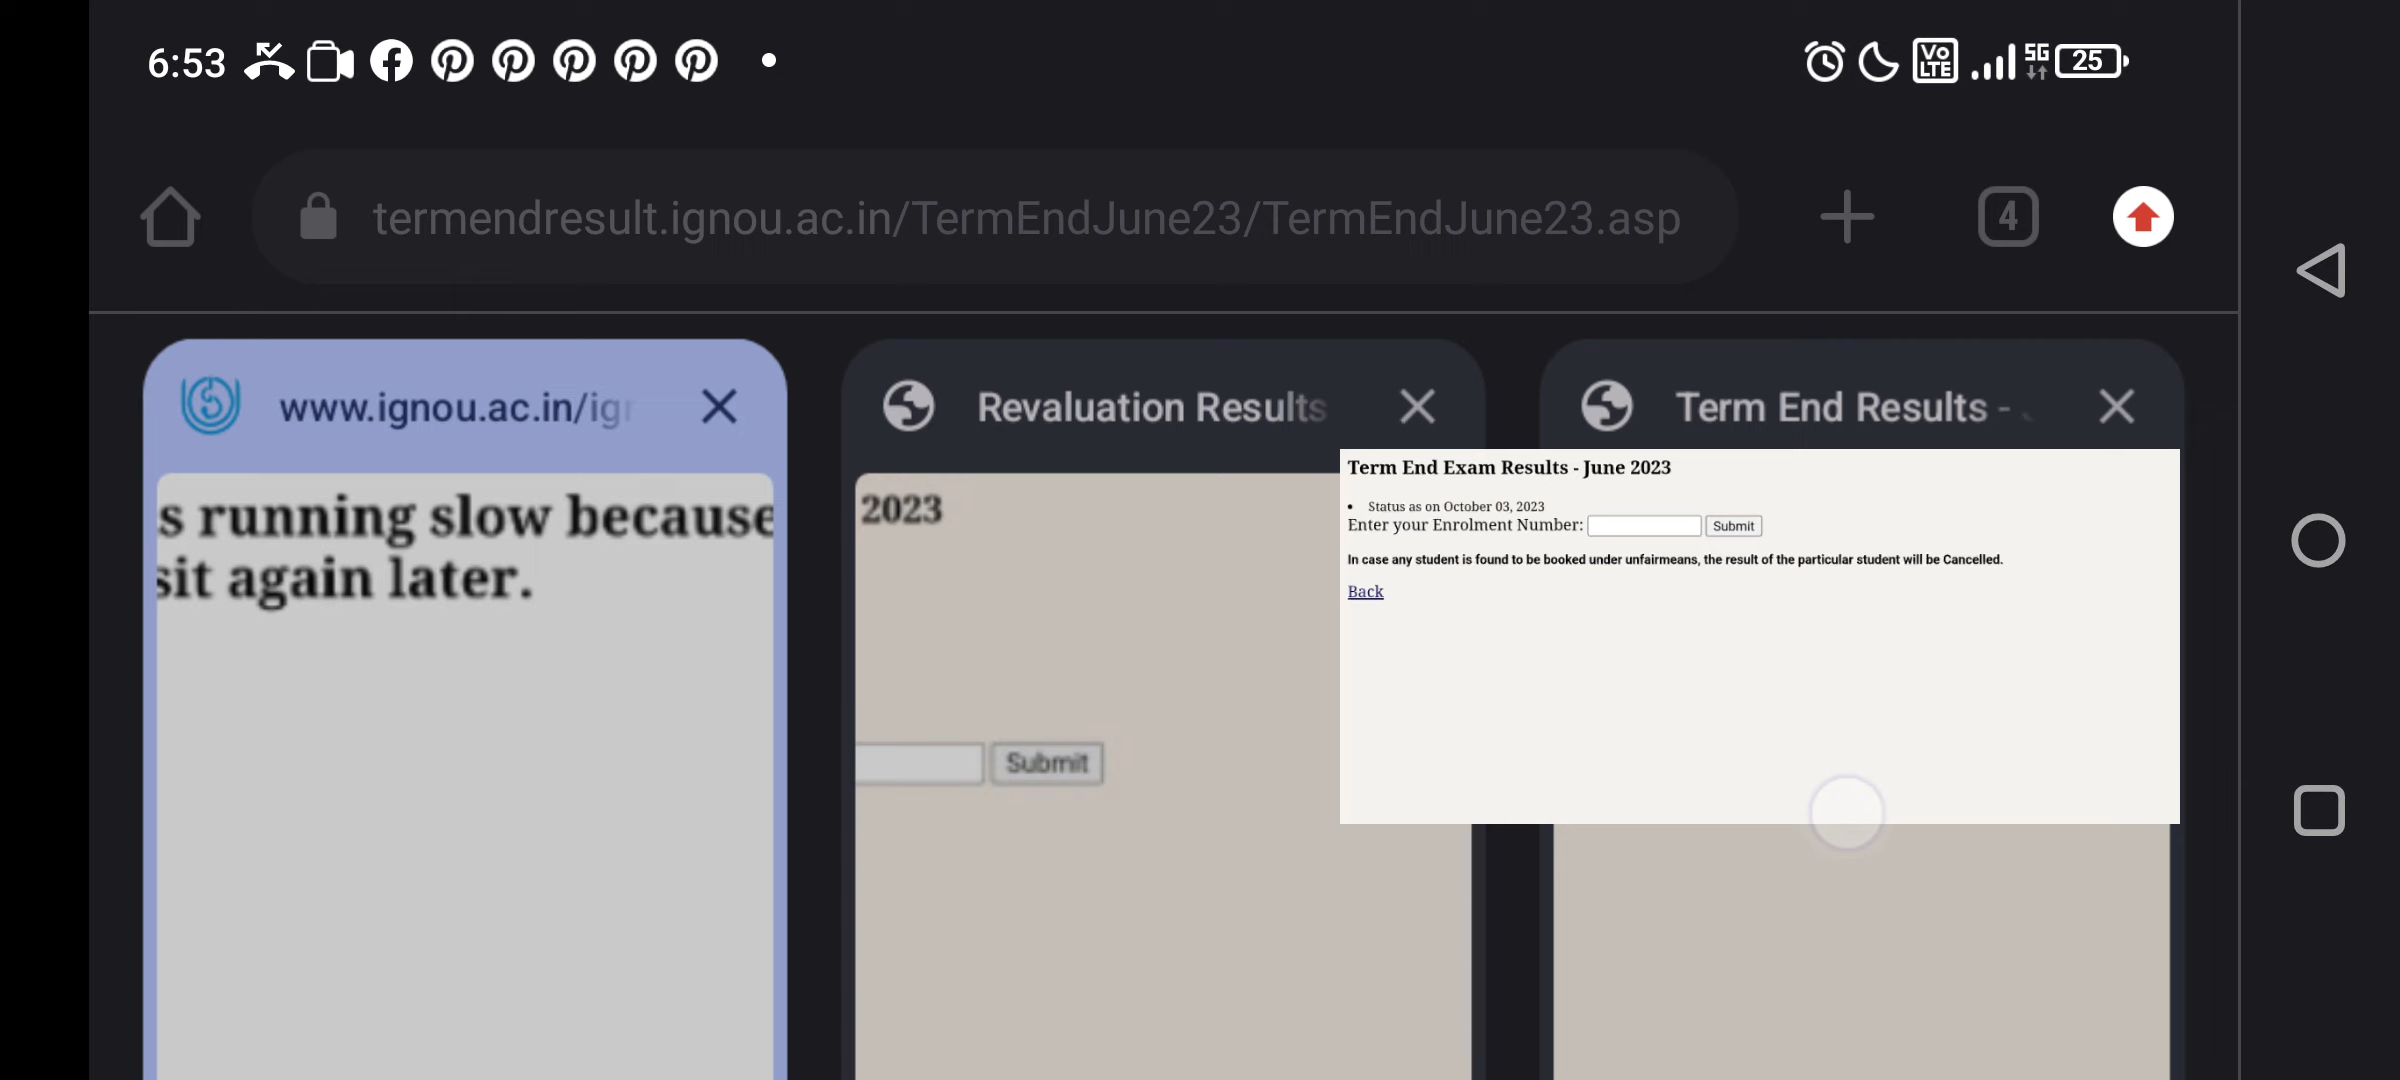 6:53
Vo LTE 5G 25
termendresult.ignou.ac.in/TermEndJune23/TermEndJune23.asp
4
www.ignou.ac.in/ig
Revaluation Results
Term End Results -
s running slow because
sit again later.
2023
Submit
Term End Exam Results - June 2023
Status as on October 03, 2023
Enter your Enrolment Number: Submit
In case any student is found to be booked under unfairmeans, the result of the particular student will be Cancelled.
Back